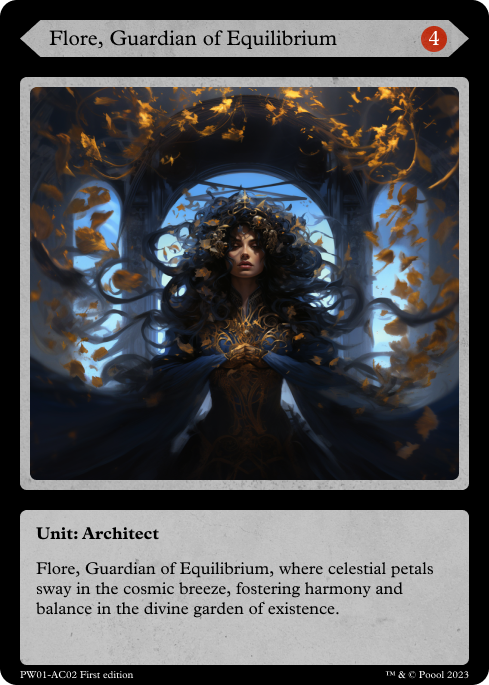 Flore, Guardian of Equilibrium 4
Unit: Architect
Flore, Guardian of Equilibrium, where celestial petals
sway in the cosmic breeze, fostering harmony and
balance in the divine garden of existence.
PW01-AC02 First edition ™ & © Poool 2023